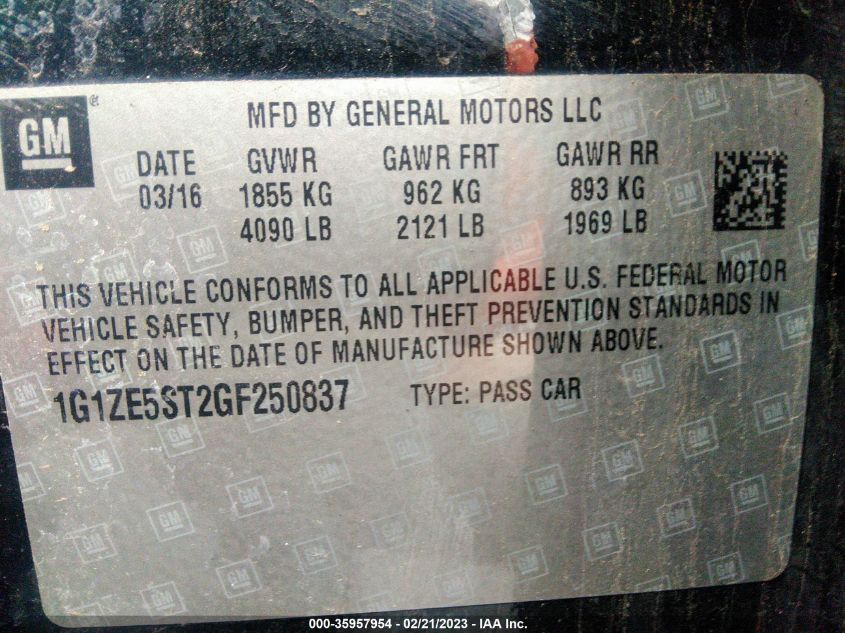 GM ®
MFD BY GENERAL MOTORS LLC
DATE GVWR GAWR FRT GAWR RR
03/16 1855 KG 962 KG 893 KG
4090 LB 2121 LB 1969 LB
THIS VEHICLE CONFORMS TO ALL APPLICABLE U.S. FEDERAL MOTOR
VEHICLE SAFETY, BUMPER, AND THEFT PREVENTION STANDARDS IN
EFFECT ON THE DATE OF MANUFACTURE SHOWN ABOVE.
1G1ZE5ST2GF250837 TYPE: PASS CAR
000-35957954 - 02/21/2023 - IAA Inc.